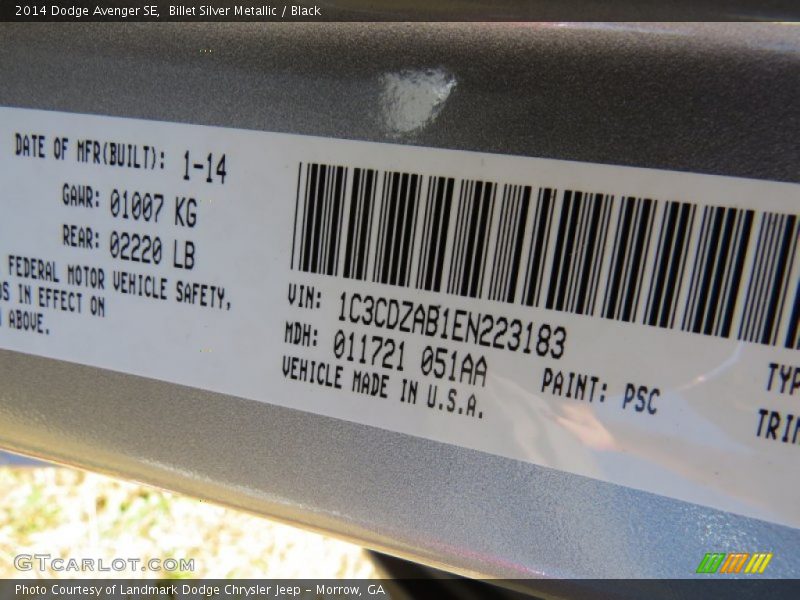 2014 Dodge Avenger SE,  Billet Silver Metallic / Black
DATE OF MFR(BUILT): 1-14
GAWR: 01007 KG
REAR: 02220 LB
FEDERAL MOTOR VEHICLE SAFETY,
IN EFFECT ON
ABOVE.
VIN: 1C3CDZAB1EN223183
MDH: 011721 051AA
PAINT: PSC
VEHICLE MADE IN U.S.A.
TYP
TRIM
GTCARLOT.COM
Photo Courtesy of Landmark Dodge Chrysler Jeep – Morrow, GA